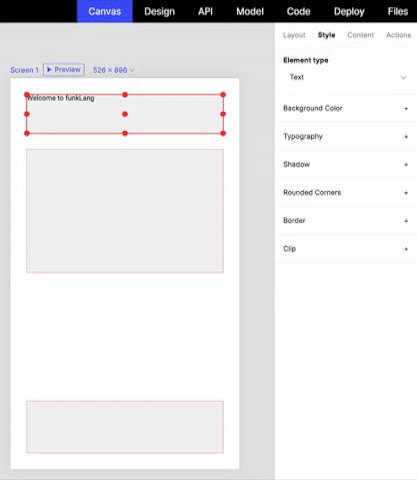 Canvas Design API Model Code Deploy Files
Layout Style Content Actions
Element type
Text
Screen 1 Preview 526 × 896
Welcome to funkLang
Background Color +
Typography +
Shadow +
Rounded Corners +
Border +
Clip +